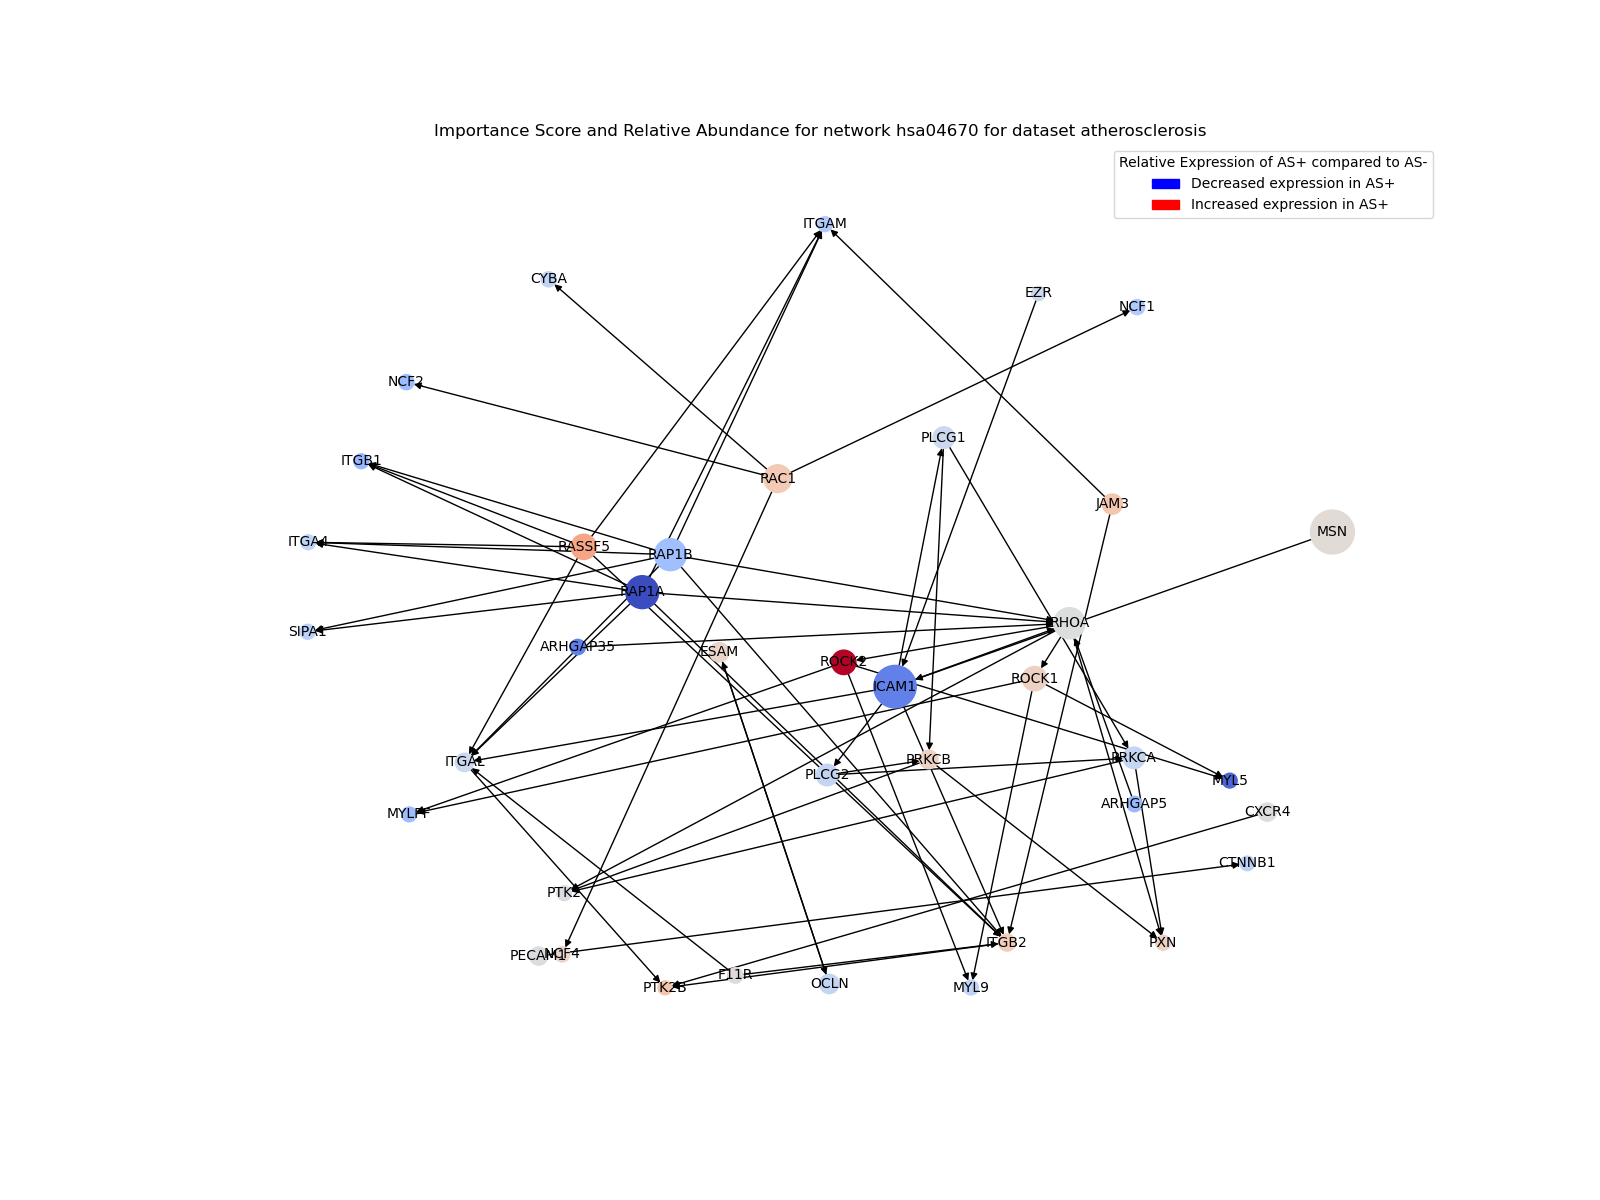 Importance Score and Relative Abundance for network hsa04670 for dataset atherosclerosis
Relative Expression of AS+ compared to AS-
Decreased expression in AS+
Increased expression in AS+
ITGAM
CYBA
EZR
NCF1
NCF2
PLCG1
ITGB1
RAC1
JAM3
MSN
ITGA4
RASSF5
RAP1B
RAP1A
RHOA
SIPA1
ARHGAP35
ESAM
ROCK2
ROCK1
ICAM1
ITGAL
PRKCB
PRKCA
PLCG2
MYL5
ARHGAP5
CXCR4
MYLPF
CTNNB1
PTK2
ITGB2
PXN
PECAM1
NCF4
F11R
PTK2B
OCLN
MYL9